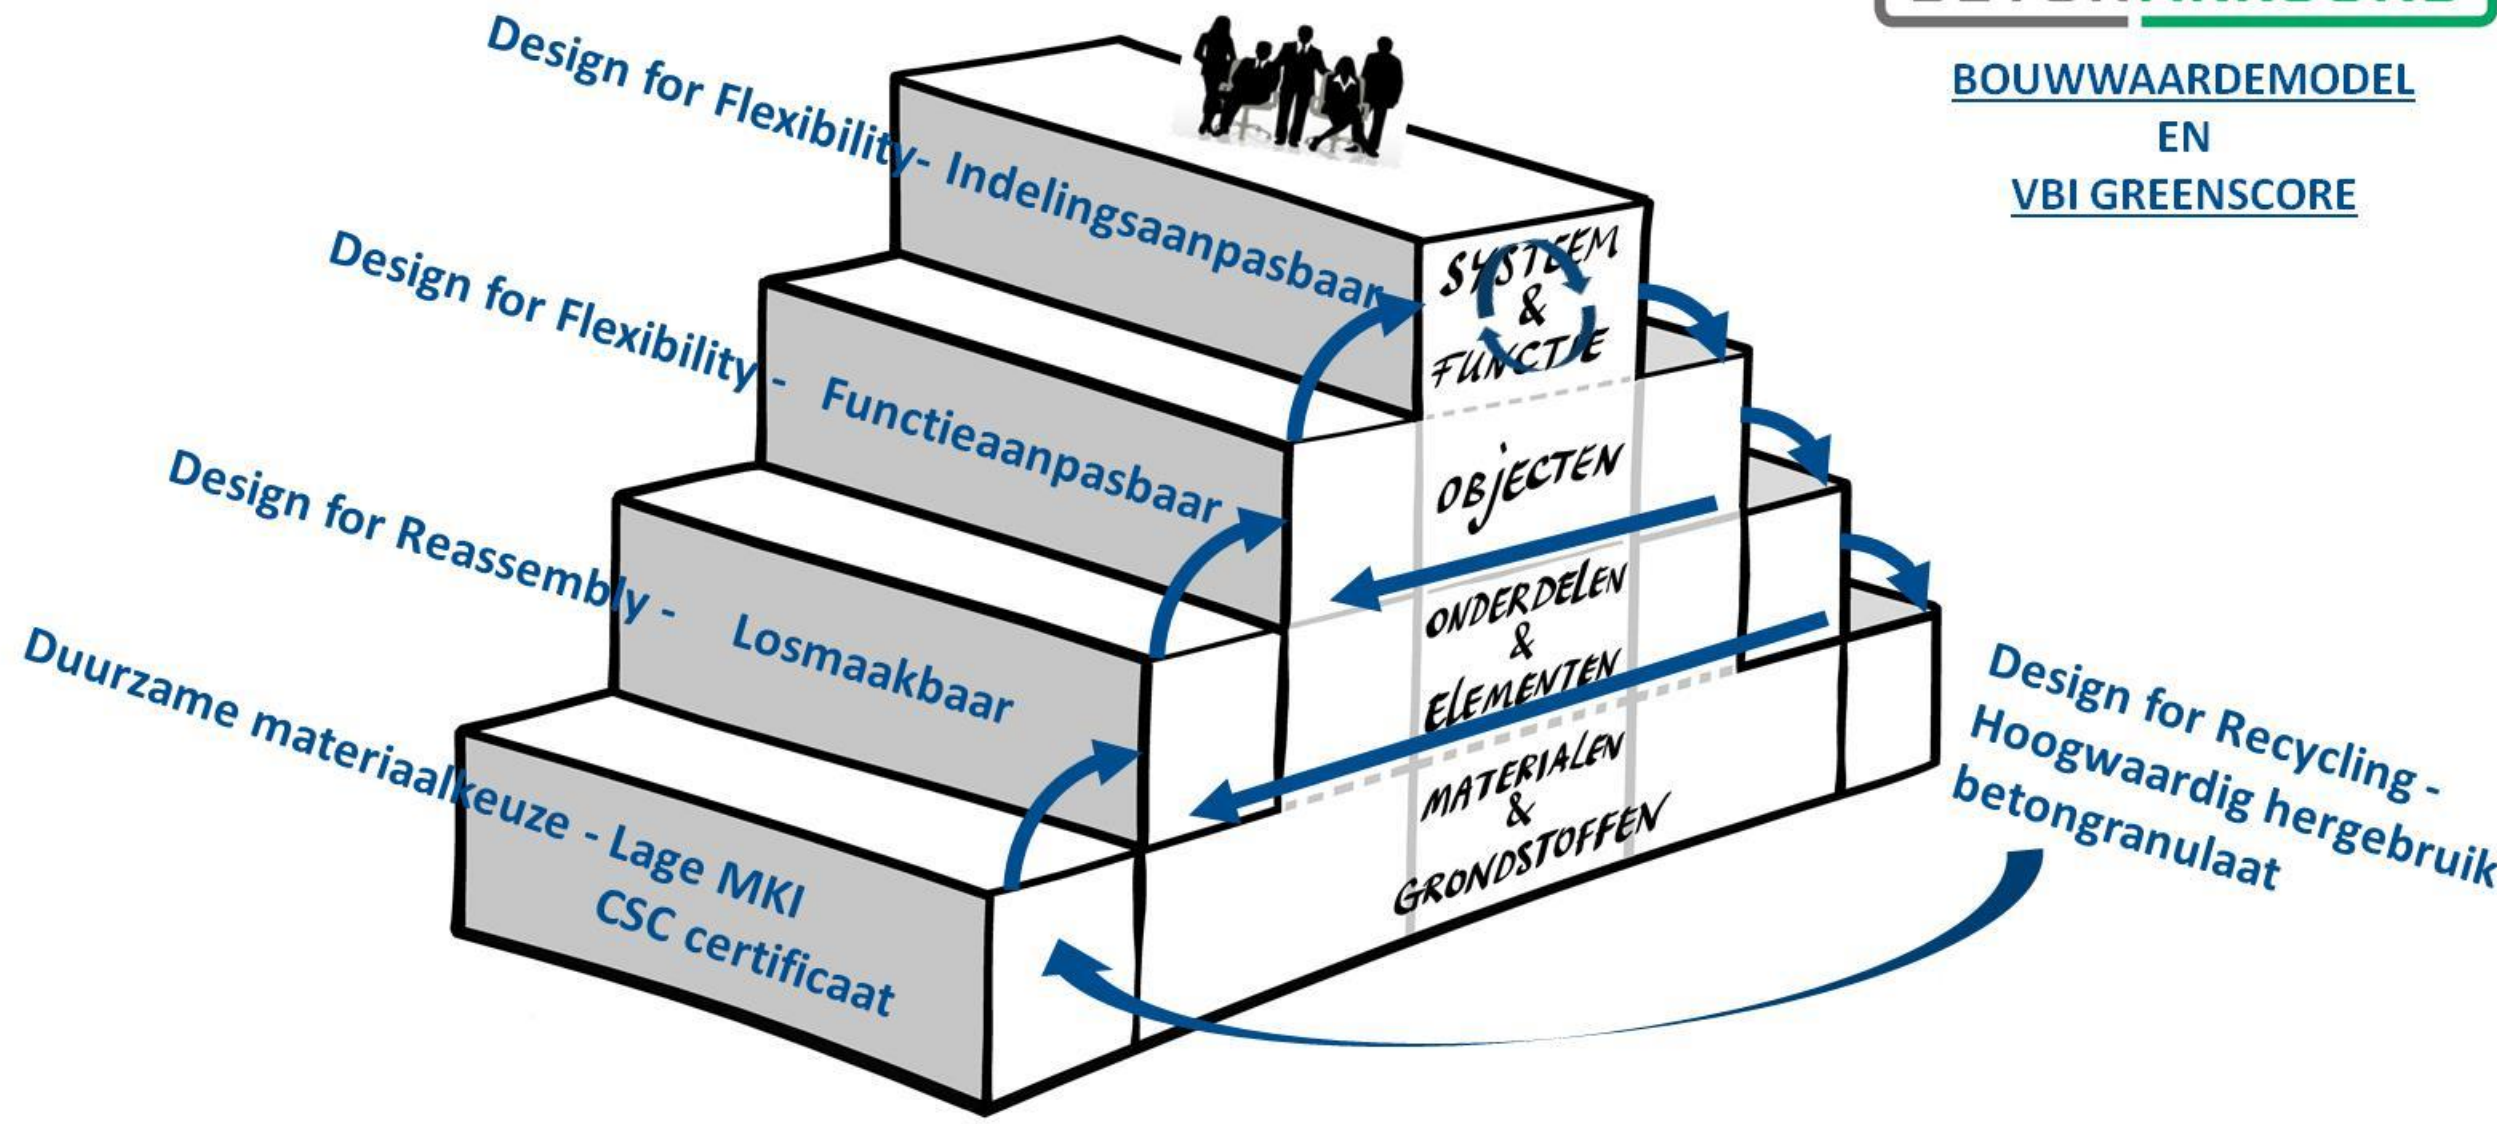 BOUWWAARDEMODEL
EN
VBI GREENSCORE
Design for Flexibility- Indelingsaanpasbaar
Design for Flexibility - Functieaanpasbaar
Design for Reassembly - Losmaakbaar
Duurzame materiaalkeuze - Lage MKI
CSC certificaat
SYSTEEM
&
FUNCTIE
OBJECTEN
ONDERDELEN
&
ELEMENTEN
MATERIALEN
&
GRONDSTOFFEN
Design for Recycling -
Hoogwaardig hergebruik
betongranulaat